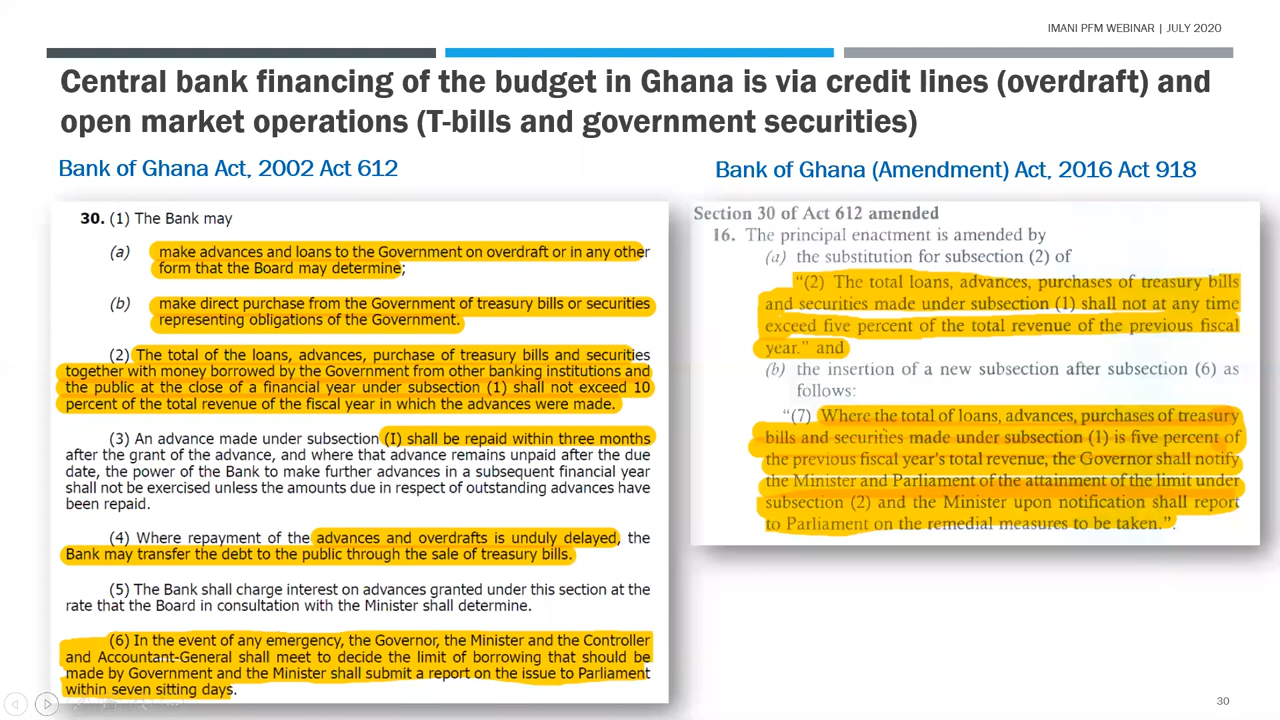 IMANI PFM WEBINAR | JULY 2020
Central bank financing of the budget in Ghana is via credit lines (overdraft) and
open market operations (T-bills and government securities)
Bank of Ghana Act, 2002 Act 612
30. (1) The Bank may
(a) make advances and loans to the Government on overdraft or in any other
form that the Board may determine;
(b) make direct purchase from the Government of treasury bills or securities
representing obligations of the Government.
(2) The total of the loans, advances, purchase of treasury bills and securities
together with money borrowed by the Government from other banking institutions and
the public at the close of a financial year under subsection (1) shall not exceed 10
percent of the total revenue of the fiscal year in which the advances were made.
(3) An advance made under subsection (I) shall be repaid within three months
after the grant of the advance, and where that advance remains unpaid after the due
date, the power of the Bank to make further advances in a subsequent financial year
shall not be exercised unless the amounts due in respect of outstanding advances have
been repaid.
(4) Where repayment of the advances and overdrafts is unduly delayed, the
Bank may transfer the debt to the public through the sale of treasury bills.
(5) The Bank shall charge interest on advances granted under this section at the
rate that the Board in consultation with the Minister shall determine.
(6) In the event of any emergency, the Governor, the Minister and the Controller
and Accountant-General shall meet to decide the limit of borrowing that should be
made by Government and the Minister shall submit a report on the issue to Parliament
within seven sitting days.
Bank of Ghana (Amendment) Act, 2016 Act 918
Section 30 of Act 612 amended
16. The principal enactment is amended by
(a) the substitution for subsection (2) of
"(2) The total loans, advances, purchases of treasury bills
and securities made under subsection (1) shall not at any time
exceed five percent of the total revenue of the previous fiscal
year." and
(b) the insertion of a new subsection after subsection (6) as
follows:
"(7) Where the total of loans, advances, purchases of treasury
bills and securities made under subsection (1) is five percent of
the previous fiscal year's total revenue, the Governor shall notify
the Minister and Parliament of the attainment of the limit under
subsection (2) and the Minister upon notification shall report
to Parliament on the remedial measures to be taken.".
30